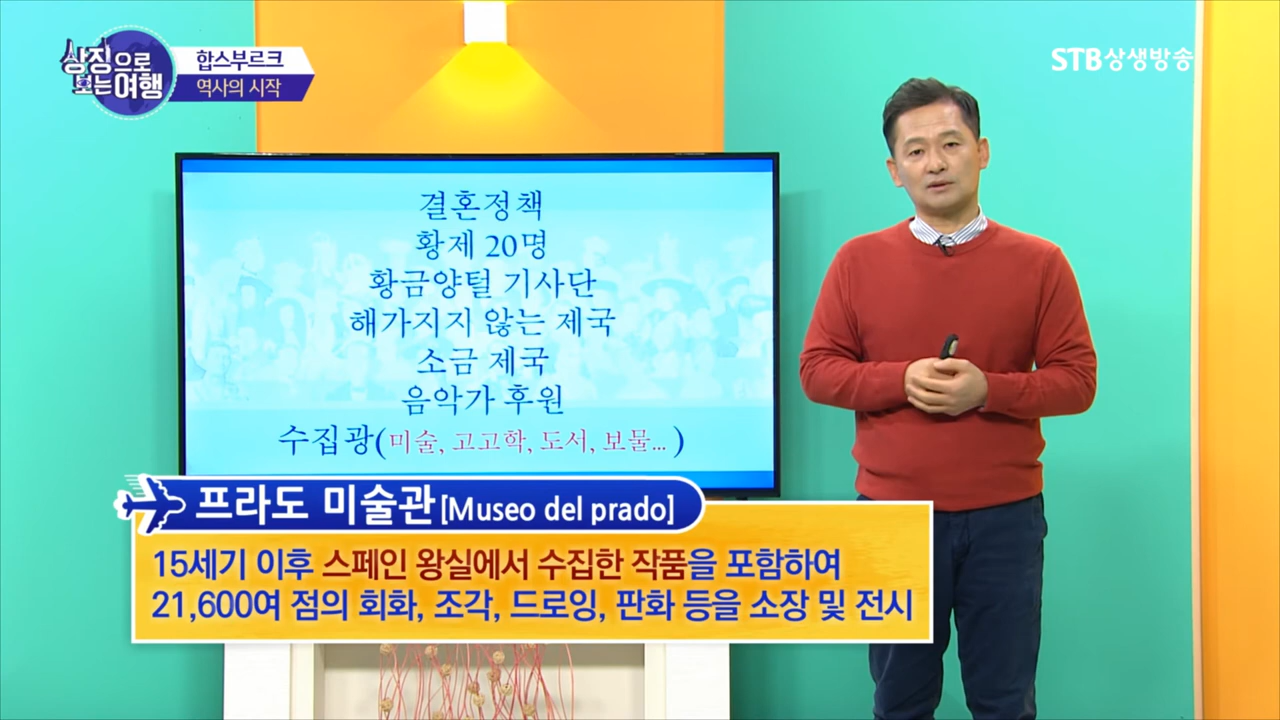 상징으로
보는 여행
합스부르크
역사의 시작
STB상생방송
결혼정책
황제 20명
황금양털 기사단
해가지지 않는 제국
소금 제국
음악가 후원
수집광(미술, 고고학, 도서, 보물...)
프라도 미술관[Museo del prado]
15세기 이후 스페인 왕실에서 수집한 작품을 포함하여
21,600여 점의 회화, 조각, 드로잉, 판화 등을 소장 및 전시